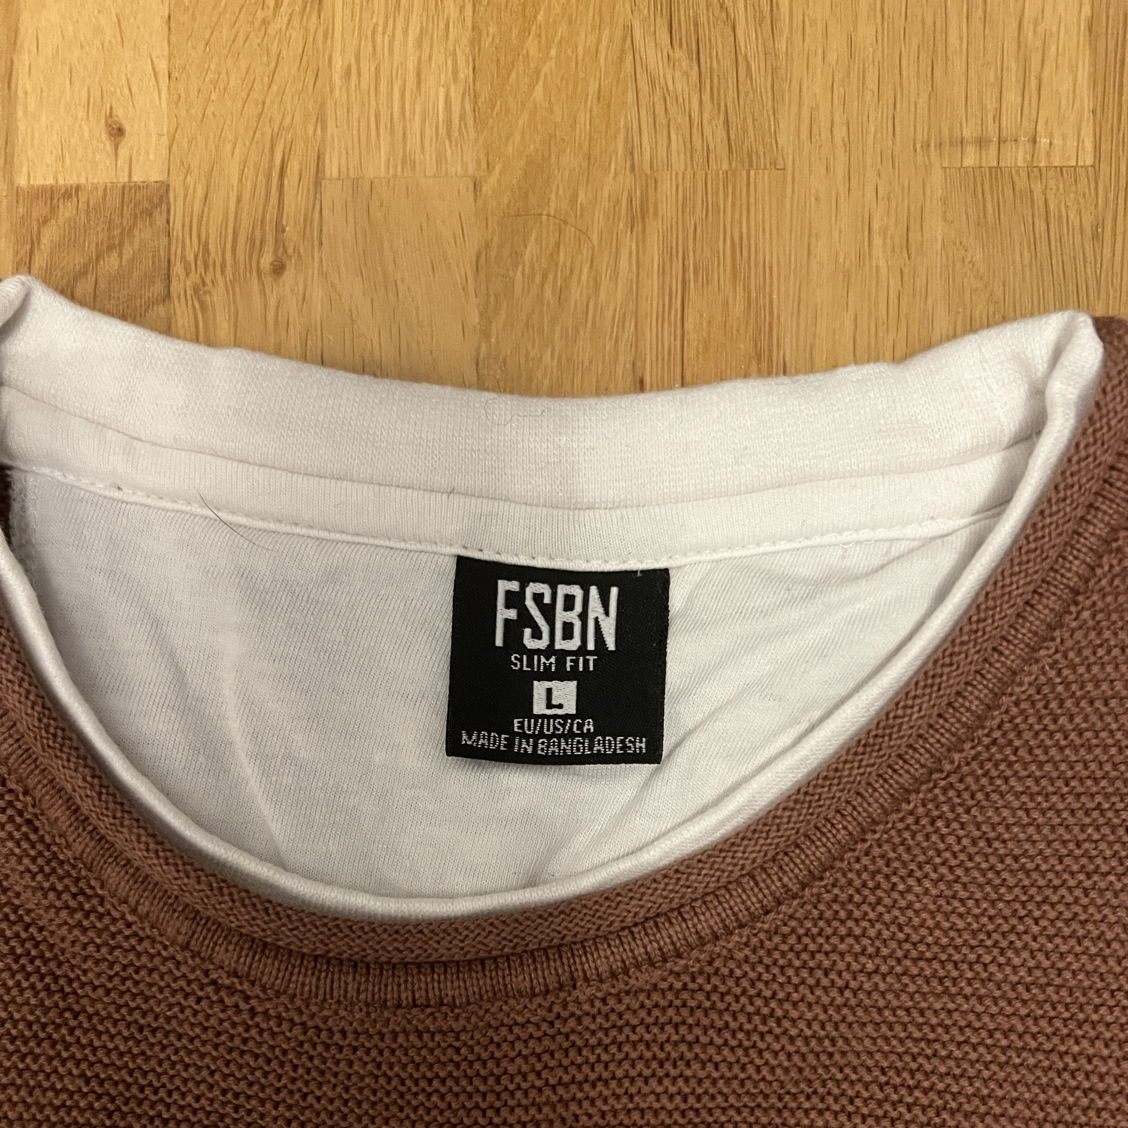 FSBN
SLIM FIT
L
EU/US/CA
MADE IN BANGLADESH